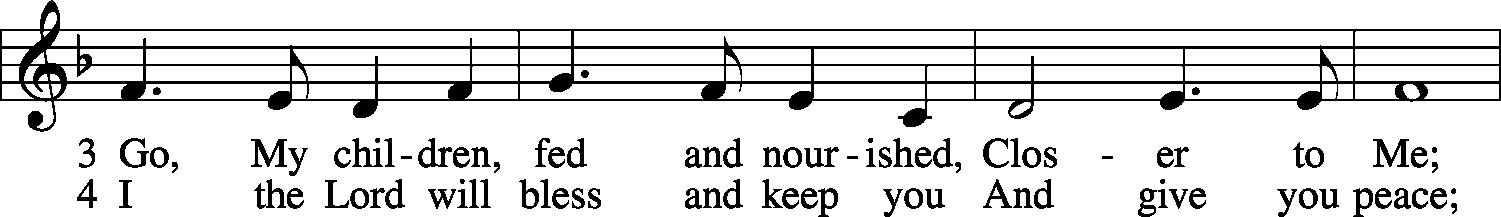 3 Go, My chil-dren, fed and nour-ished, Clos - er to Me;
4 I the Lord will bless and keep you And give you peace;